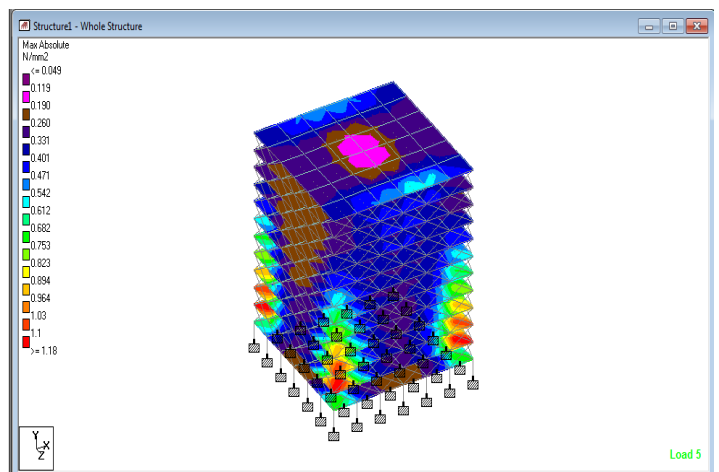 Structure1 - Whole Structure
Max Absolute
N/mm2
<= 0.049
0.119
0.190
0.260
0.331
0.401
0.471
0.542
0.612
0.682
0.753
0.823
0.894
0.964
1.03
1.1
>= 1.18
Y
X
Z
Load 5